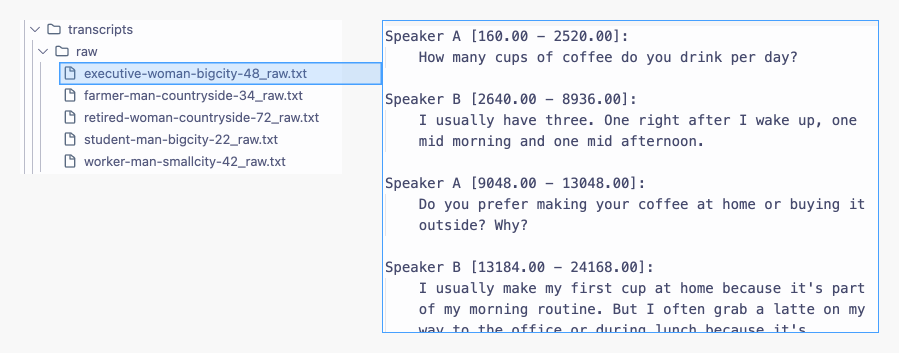 transcripts
raw
executive-woman-bigcity-48_raw.txt
farmer-man-countryside-34_raw.txt
retired-woman-countryside-72_raw.txt
student-man-bigcity-22_raw.txt
worker-man-smallcity-42_raw.txt
Speaker A [160.00 – 2520.00]:
How many cups of coffee do you drink per day?
Speaker B [2640.00 – 8936.00]:
I usually have three. One right after I wake up, one
mid morning and one mid afternoon.
Speaker A [9048.00 – 13048.00]:
Do you prefer making your coffee at home or buying it
outside? Why?
Speaker B [13184.00 – 24168.00]:
I usually make my first cup at home because it's part
of my morning routine. But I often grab a latte on my
way to the office or during lunch because it's